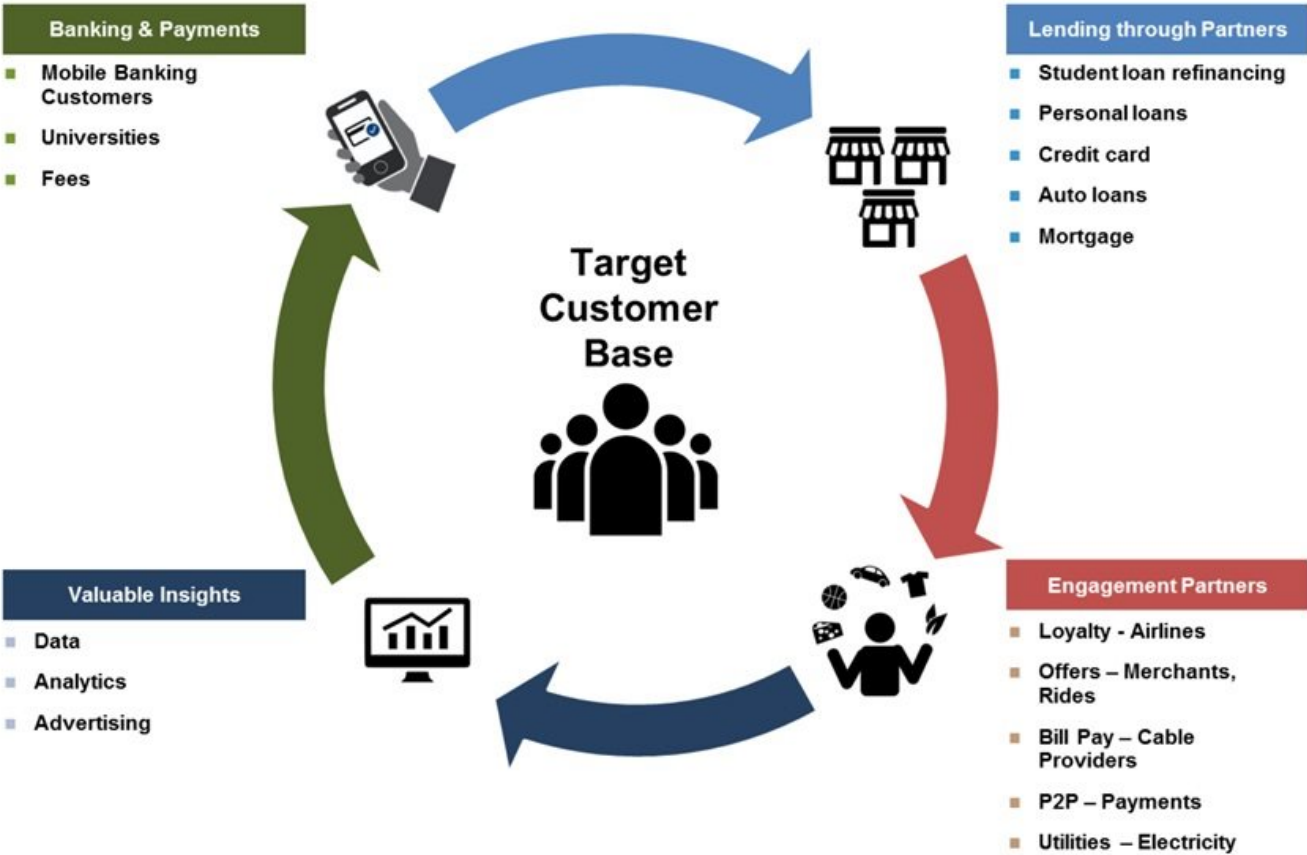 Banking & Payments
Mobile Banking
Customers
Universities
Fees
Lending through Partners
Student loan refinancing
Personal loans
Credit card
Auto loans
Mortgage
Target
Customer
Base
Valuable Insights
Data
Analytics
Advertising
Engagement Partners
Loyalty - Airlines
Offers – Merchants,
Rides
Bill Pay – Cable
Providers
P2P – Payments
Utilities – Electricity